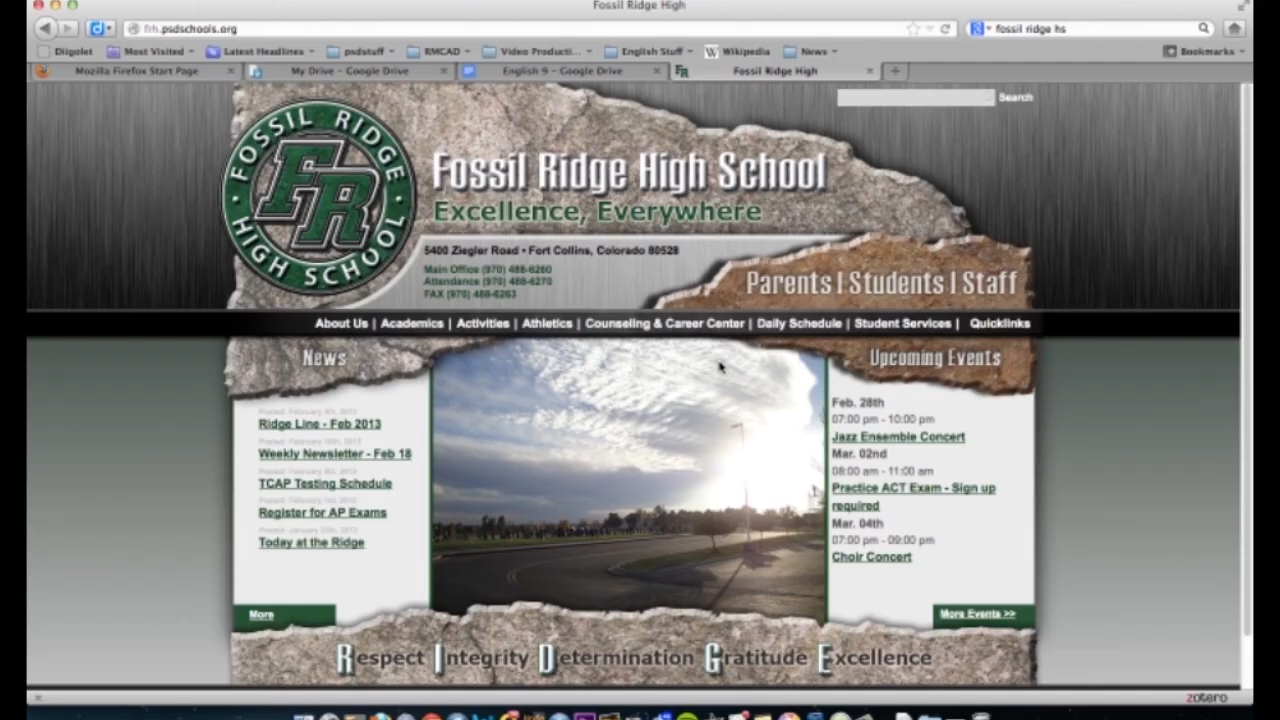 Fossil Ridge High
frh.psdschools.org
fossil ridge hs
Diigolet Most Visited Latest Headlines psdstuff RMCAD Video Producti... English Stuff W Wikipedia News Bookmarks
Mozilla Firefox Start Page My Drive – Google Drive English 9 – Google Drive FR Fossil Ridge High
Search
FOSSIL RIDGE
FR
HIGH SCHOOL
Fossil Ridge High School
Excellence, Everywhere
5400 Ziegler Road • Fort Collins, Colorado 80528
Main Office (970) 488-6260
Attendance (970) 488-6270
FAX (970) 488-6263
Parents | Students | Staff
About Us | Academics | Activities | Athletics | Counseling & Career Center | Daily Schedule | Student Services | Quicklinks
News
Ridge Line - Feb 2013
Weekly Newsletter - Feb 18
TCAP Testing Schedule
Register for AP Exams
Today at the Ridge
More
Upcoming Events
Feb. 28th
07:00 pm - 10:00 pm
Jazz Ensemble Concert
Mar. 02nd
08:00 am - 11:00 am
Practice ACT Exam - Sign up
required
Mar. 04th
07:00 pm - 09:00 pm
Choir Concert
More Events >>
Respect Integrity Determination Gratitude Excellence
zotero